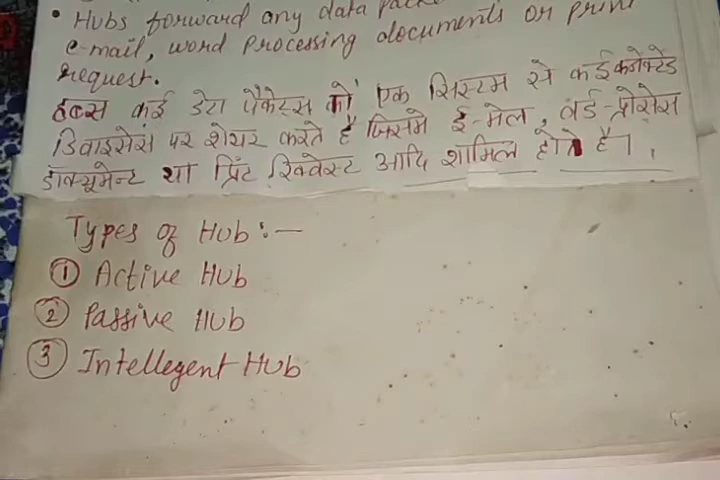 • Hubs forward any data
e-mail, word processing documents or print
request.
हब्स कई डेटा पैकेट्स को एक सिस्टम से कई कनेक्टेड
डिवाइसेस पर शेयर करते है जिसमे ई-मेल, वर्ड-प्रोसेस
डॉक्यूमेन्ट या प्रिंट रिक्वेस्ट आदि शामिल होते है।
Types of Hub :—
① Active Hub
② Passive Hub
③ Intellegent Hub